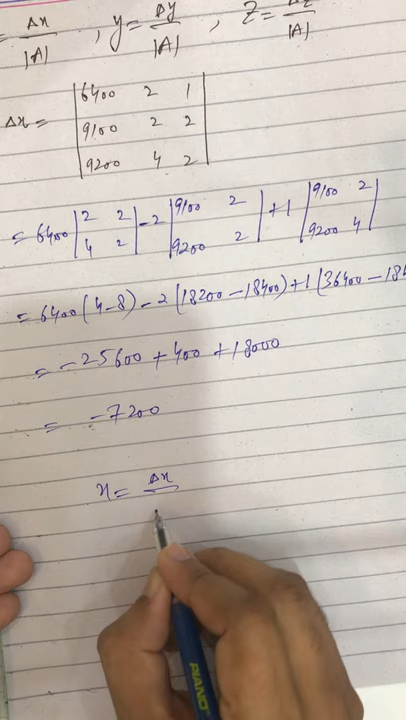 = Δx/|A| , y = Δy/|A| , Z = Δz/|A|
Δx = | 6400 2 1 |
| 9100 2 2 |
| 9200 4 2 |
= 6400 | 2 2 | - 2 | 9100 2 | + 1 | 9100 2 |
| 4 2 | | 9200 2 | | 9200 4 |
= 6400 (4-8) - 2 (18200 - 18400) + 1 (36400 - 184
= -25600 + 400 + 18000
= -7200
x = Δx
PIANO